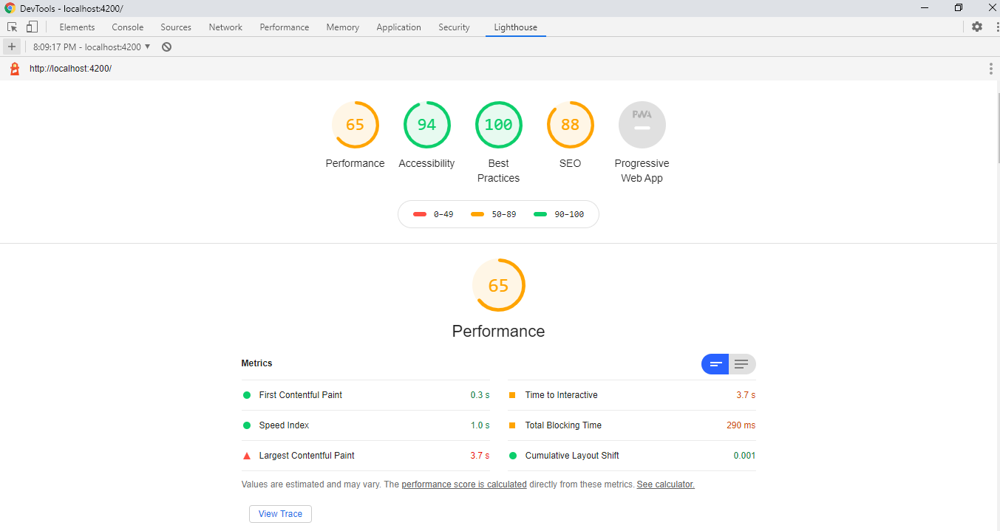 DevTools - localhost:4200/
Elements Console Sources Network Performance Memory Application Security Lighthouse
8:09:17 PM - localhost:4200
http://localhost:4200/
65 94 100 88 PWA
Performance Accessibility Best Practices SEO Progressive Web App
0–49 50–89 90–100
65
Performance
Metrics
First Contentful Paint 0.3 s Time to Interactive 3.7 s
Speed Index 1.0 s Total Blocking Time 290 ms
Largest Contentful Paint 3.7 s Cumulative Layout Shift 0.001
Values are estimated and may vary. The performance score is calculated directly from these metrics. See calculator.
View Trace